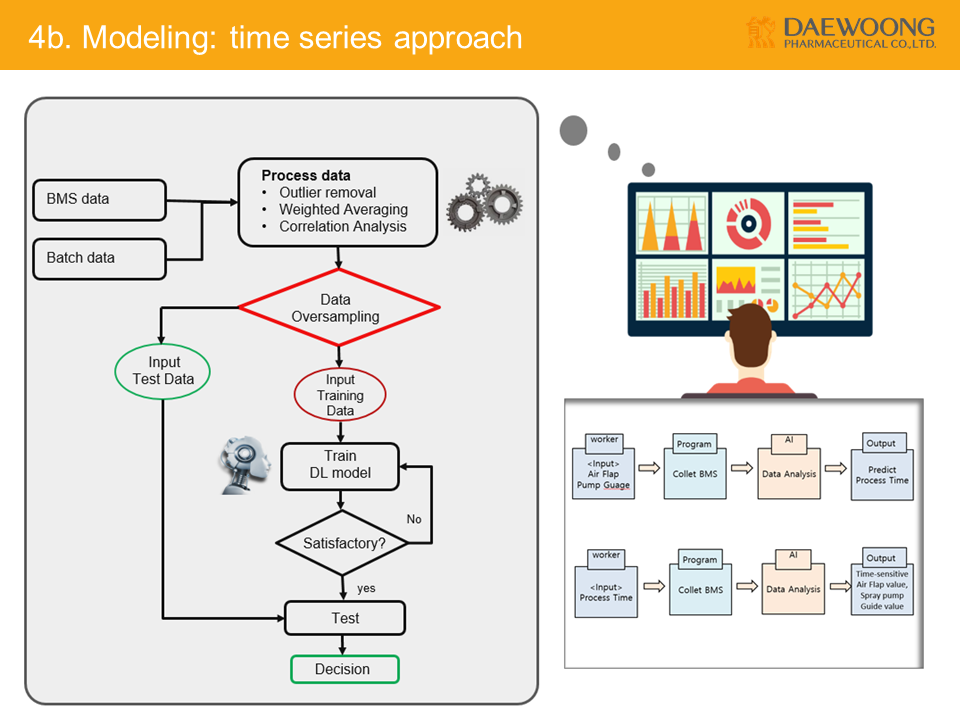 4b. Modeling: time series approach
DAEWOONG
PHARMACEUTICAL CO.,LTD.
BMS data
Batch data
Process data
• Outlier removal
• Weighted Averaging
• Correlation Analysis
Data
Oversampling
Input
Test Data
Input
Training
Data
Train
DL model
No
Satisfactory?
yes
Test
Decision
worker
<Input>
Air Flap
Pump Guage
Program
Collet BMS
AI
Data Analysis
Output
Predict
Process Time
worker
<Input>
Process Time
Program
Collet BMS
AI
Data Analysis
Output
Time-sensitive
Air Flap value,
Spray pump
Guide value